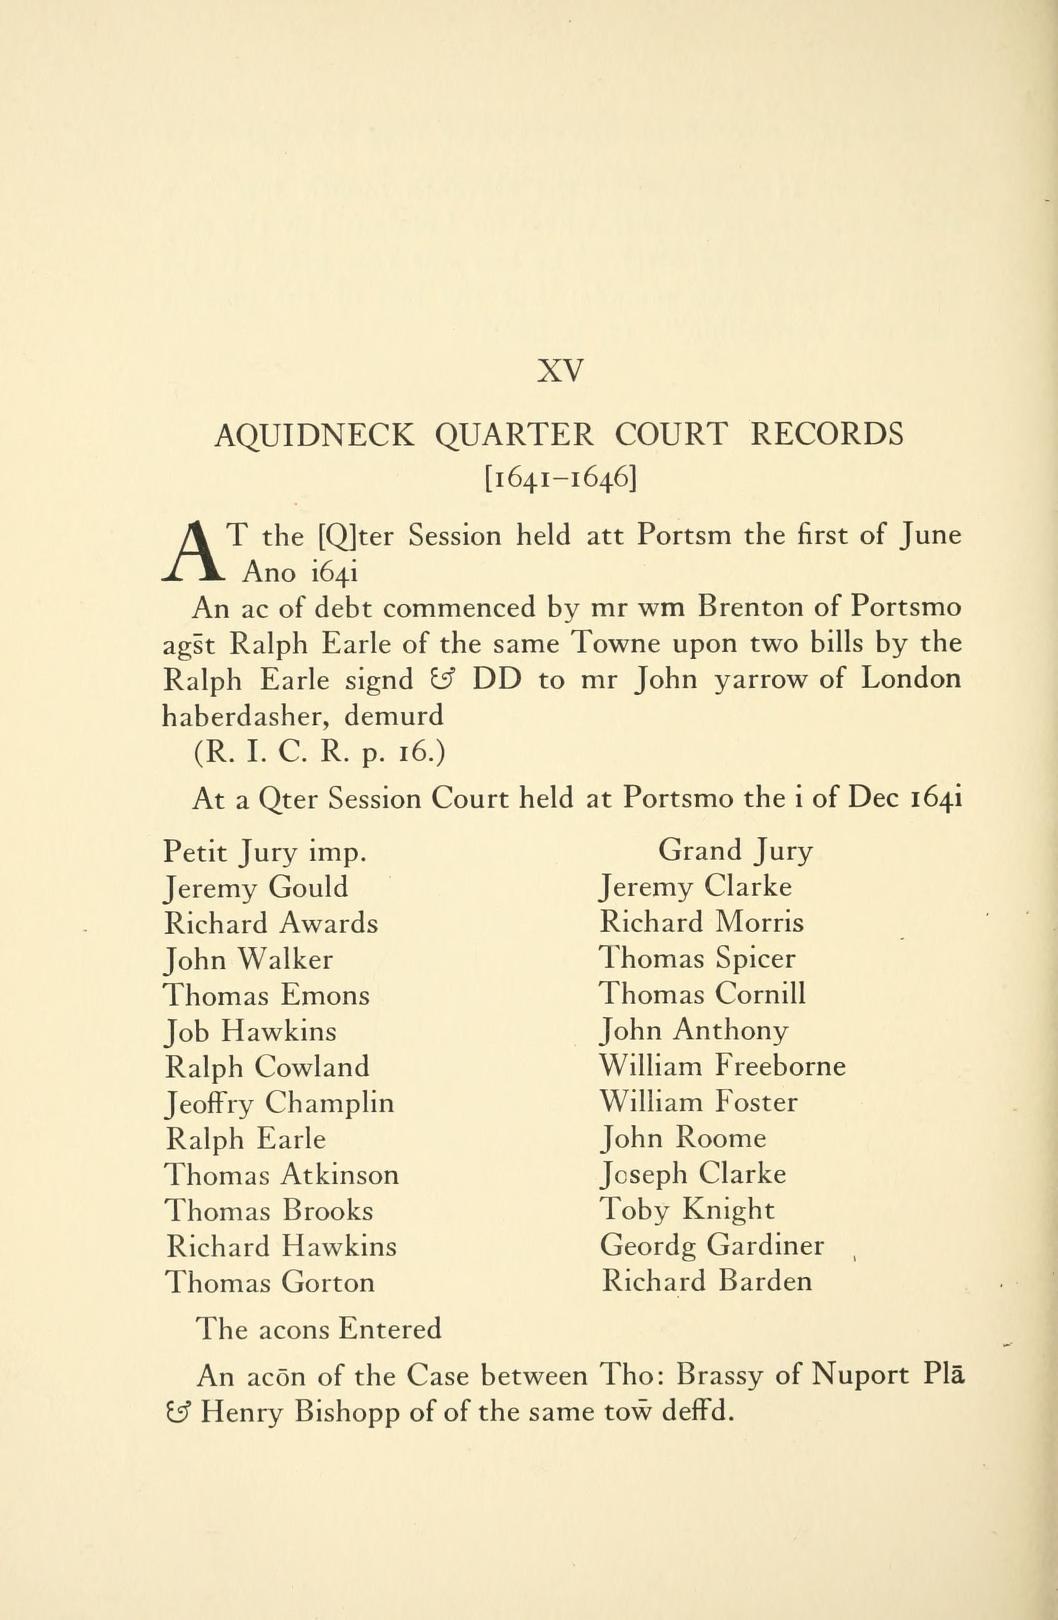 XV
AQUIDNECK QUARTER COURT RECORDS
[1641–1646]
AT the [Q]ter Session held att Portsm the first of June
Ano i64i
An ac of debt commenced by mr wm Brenton of Portsmo
ags̄t Ralph Earle of the same Towne upon two bills by the
Ralph Earle signd & DD to mr John yarrow of London
haberdasher, demurd
(R. I. C. R. p. 16.)
At a Qter Session Court held at Portsmo the i of Dec 164i
Petit Jury imp.
Jeremy Gould
Richard Awards
John Walker
Thomas Emons
Job Hawkins
Ralph Cowland
Jeoffry Champlin
Ralph Earle
Thomas Atkinson
Thomas Brooks
Richard Hawkins
Thomas Gorton
Grand Jury
Jeremy Clarke
Richard Morris
Thomas Spicer
Thomas Cornill
John Anthony
William Freeborne
William Foster
John Roome
Joseph Clarke
Toby Knight
Geordg Gardiner
Richard Barden
The acons Entered
An acōn of the Case between Tho: Brassy of Nuport Plā
& Henry Bishopp of of the same tow̄ deffd.